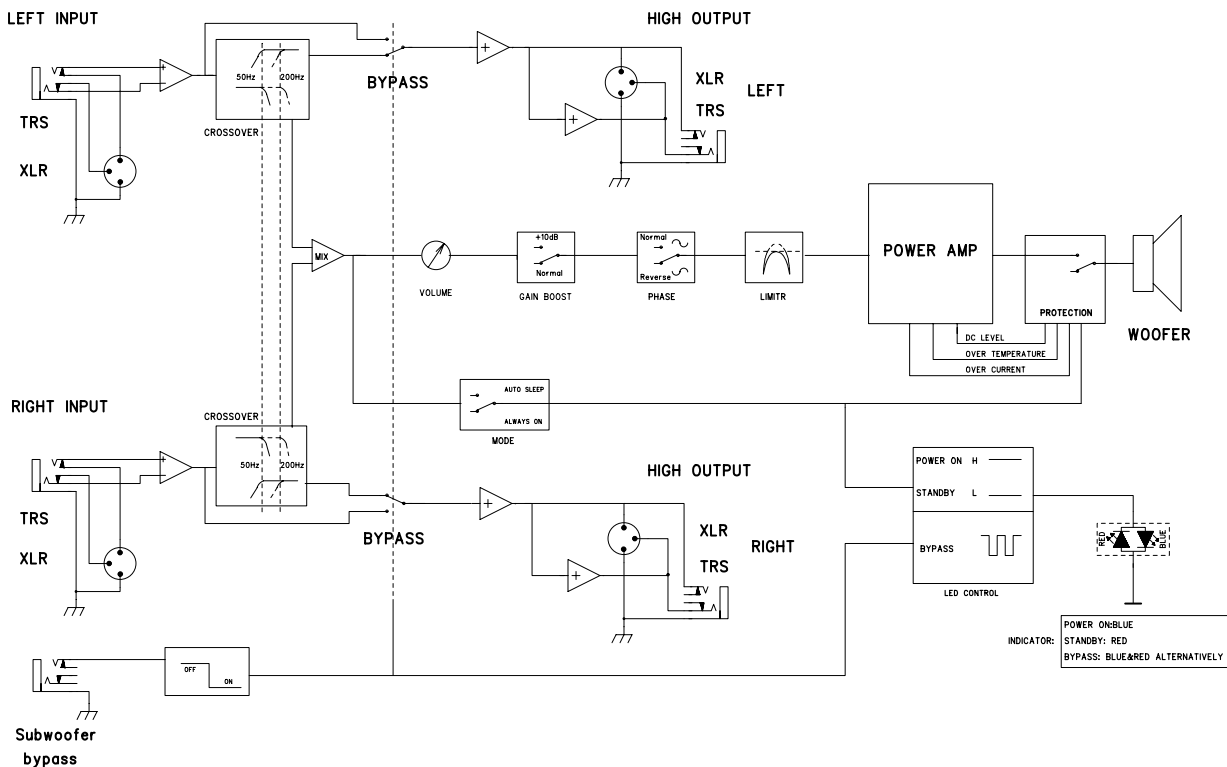 LEFT INPUT
HIGH OUTPUT
50Hz
200Hz
BYPASS
XLR
LEFT
TRS
TRS
CROSSOVER
XLR
+10dB
Normal
Normal
Reverse
POWER AMP
MIX
VOLUME
GAIN BOOST
PHASE
LIMITR
PROTECTION
DC LEVEL
OVER TEMPERATURE
OVER CURRENT
WOOFER
AUTO SLEEP
ALWAYS ON
MODE
RIGHT INPUT
CROSSOVER
50Hz
200Hz
HIGH OUTPUT
POWER ON H
STANDBY L
TRS
BYPASS
XLR
RIGHT
TRS
BYPASS
RED
BLUE
XLR
LED CONTROL
INDICATOR:
POWER ON:BLUE
STANDBY: RED
BYPASS: BLUE&RED ALTERNATIVELY
OFF
ON
Subwoofer
bypass